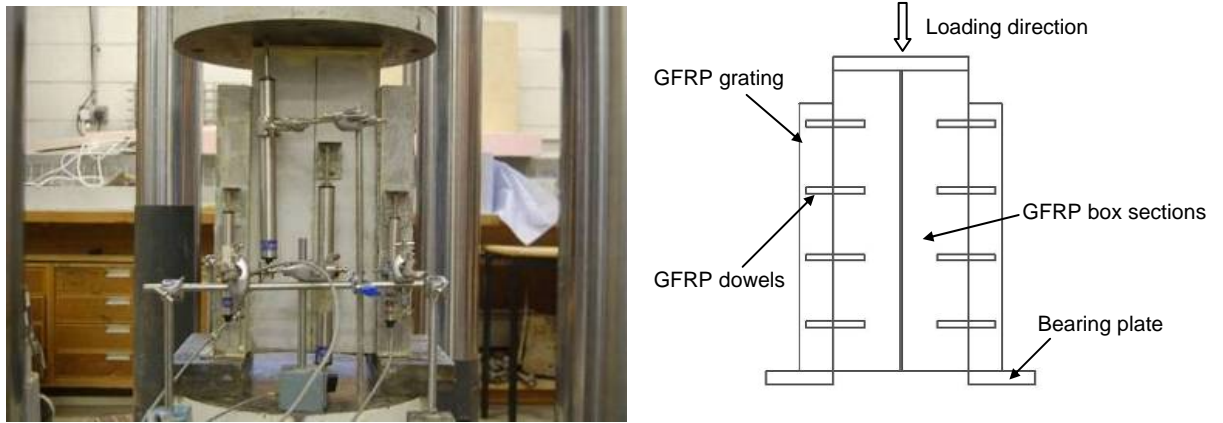 Loading direction
GFRP grating
GFRP box sections
GFRP dowels
Bearing plate